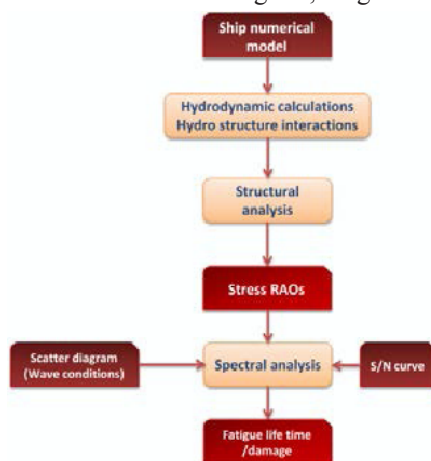 Ship numerical
model
Hydrodynamic calculations
Hydro structure interactions
Structural
analysis
Stress RAOs
Scatter diagram
(Wave conditions)
Spectral analysis
S/N curve
Fatigue life time
/damage